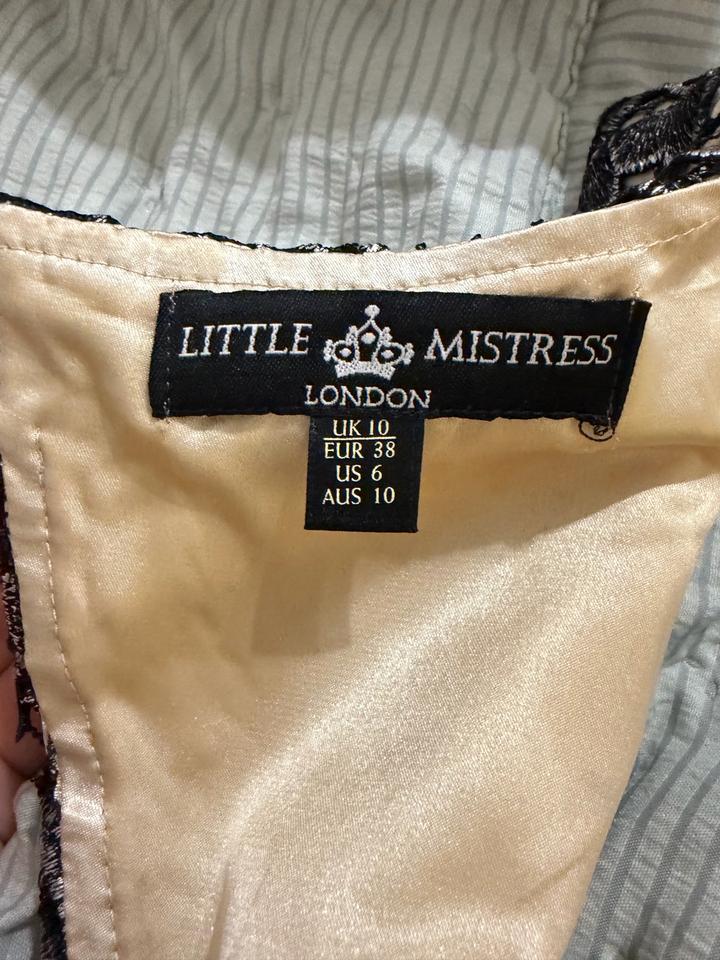 LITTLE MISTRESS
LONDON
UK 10
EUR 38
US 6
AUS 10